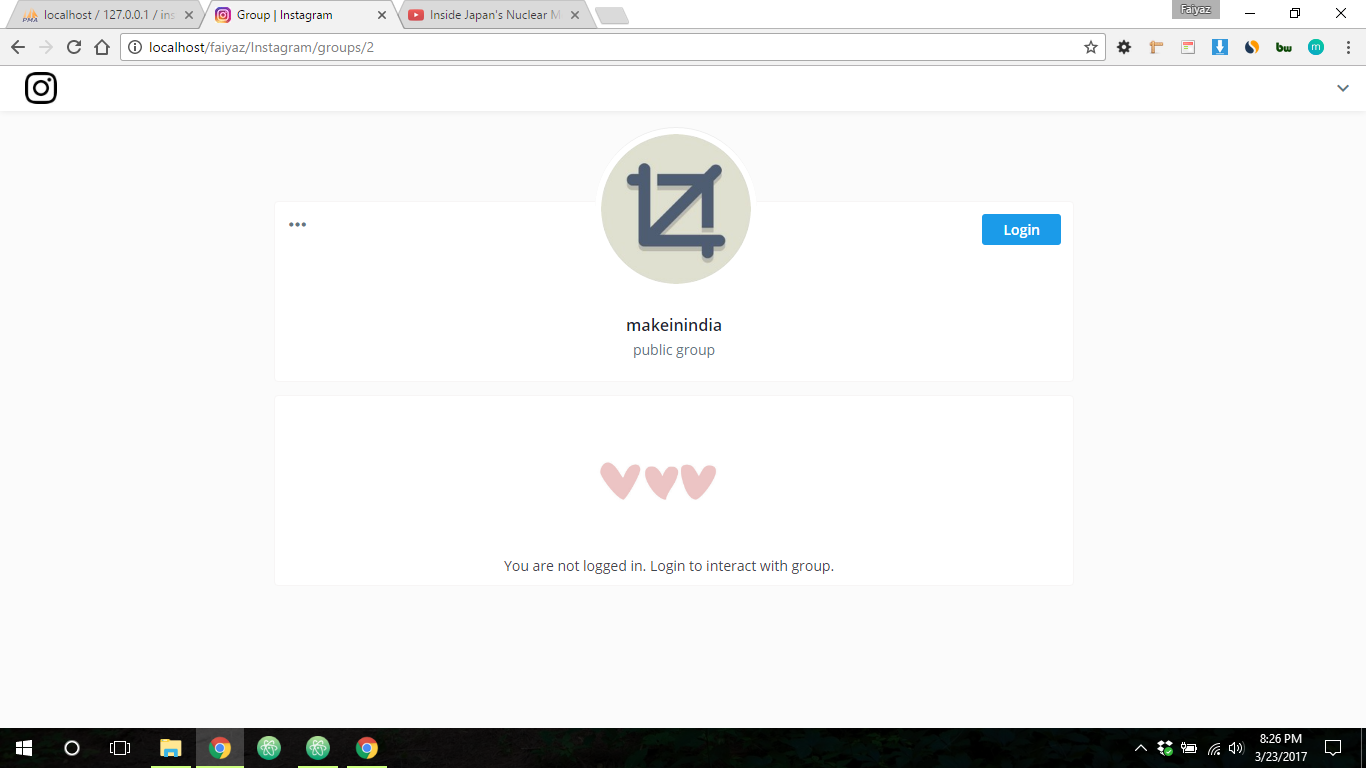 PMA localhost / 127.0.0.1 / ins
Group | Instagram
Inside Japan's Nuclear M
Faiyaz
localhost/faiyaz/Instagram/groups/2
bw
m
Login
makeinindia
public group
You are not logged in. Login to interact with group.
8:26 PM
3/23/2017